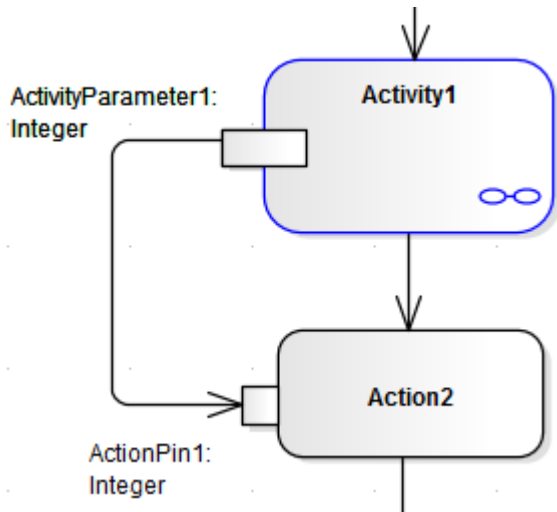 Activity1
ActivityParameter1:
Integer
Action2
ActionPin1:
Integer